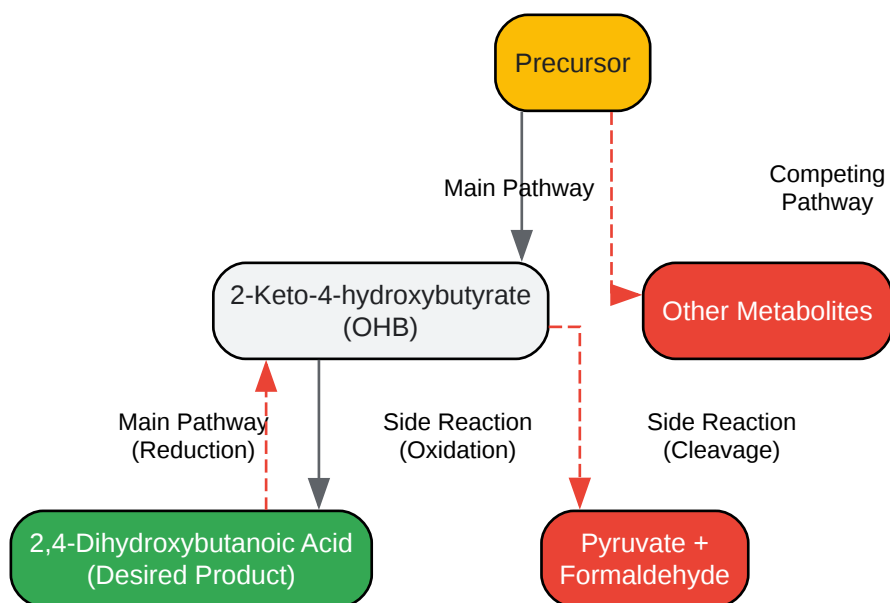 Precursor
Main Pathway
Competing
Pathway
2-Keto-4-hydroxybutyrate
(OHB)
Other Metabolites
Main Pathway
(Reduction)
Side Reaction
(Oxidation)
Side Reaction
(Cleavage)
2,4-Dihydroxybutanoic Acid
(Desired Product)
Pyruvate +
Formaldehyde